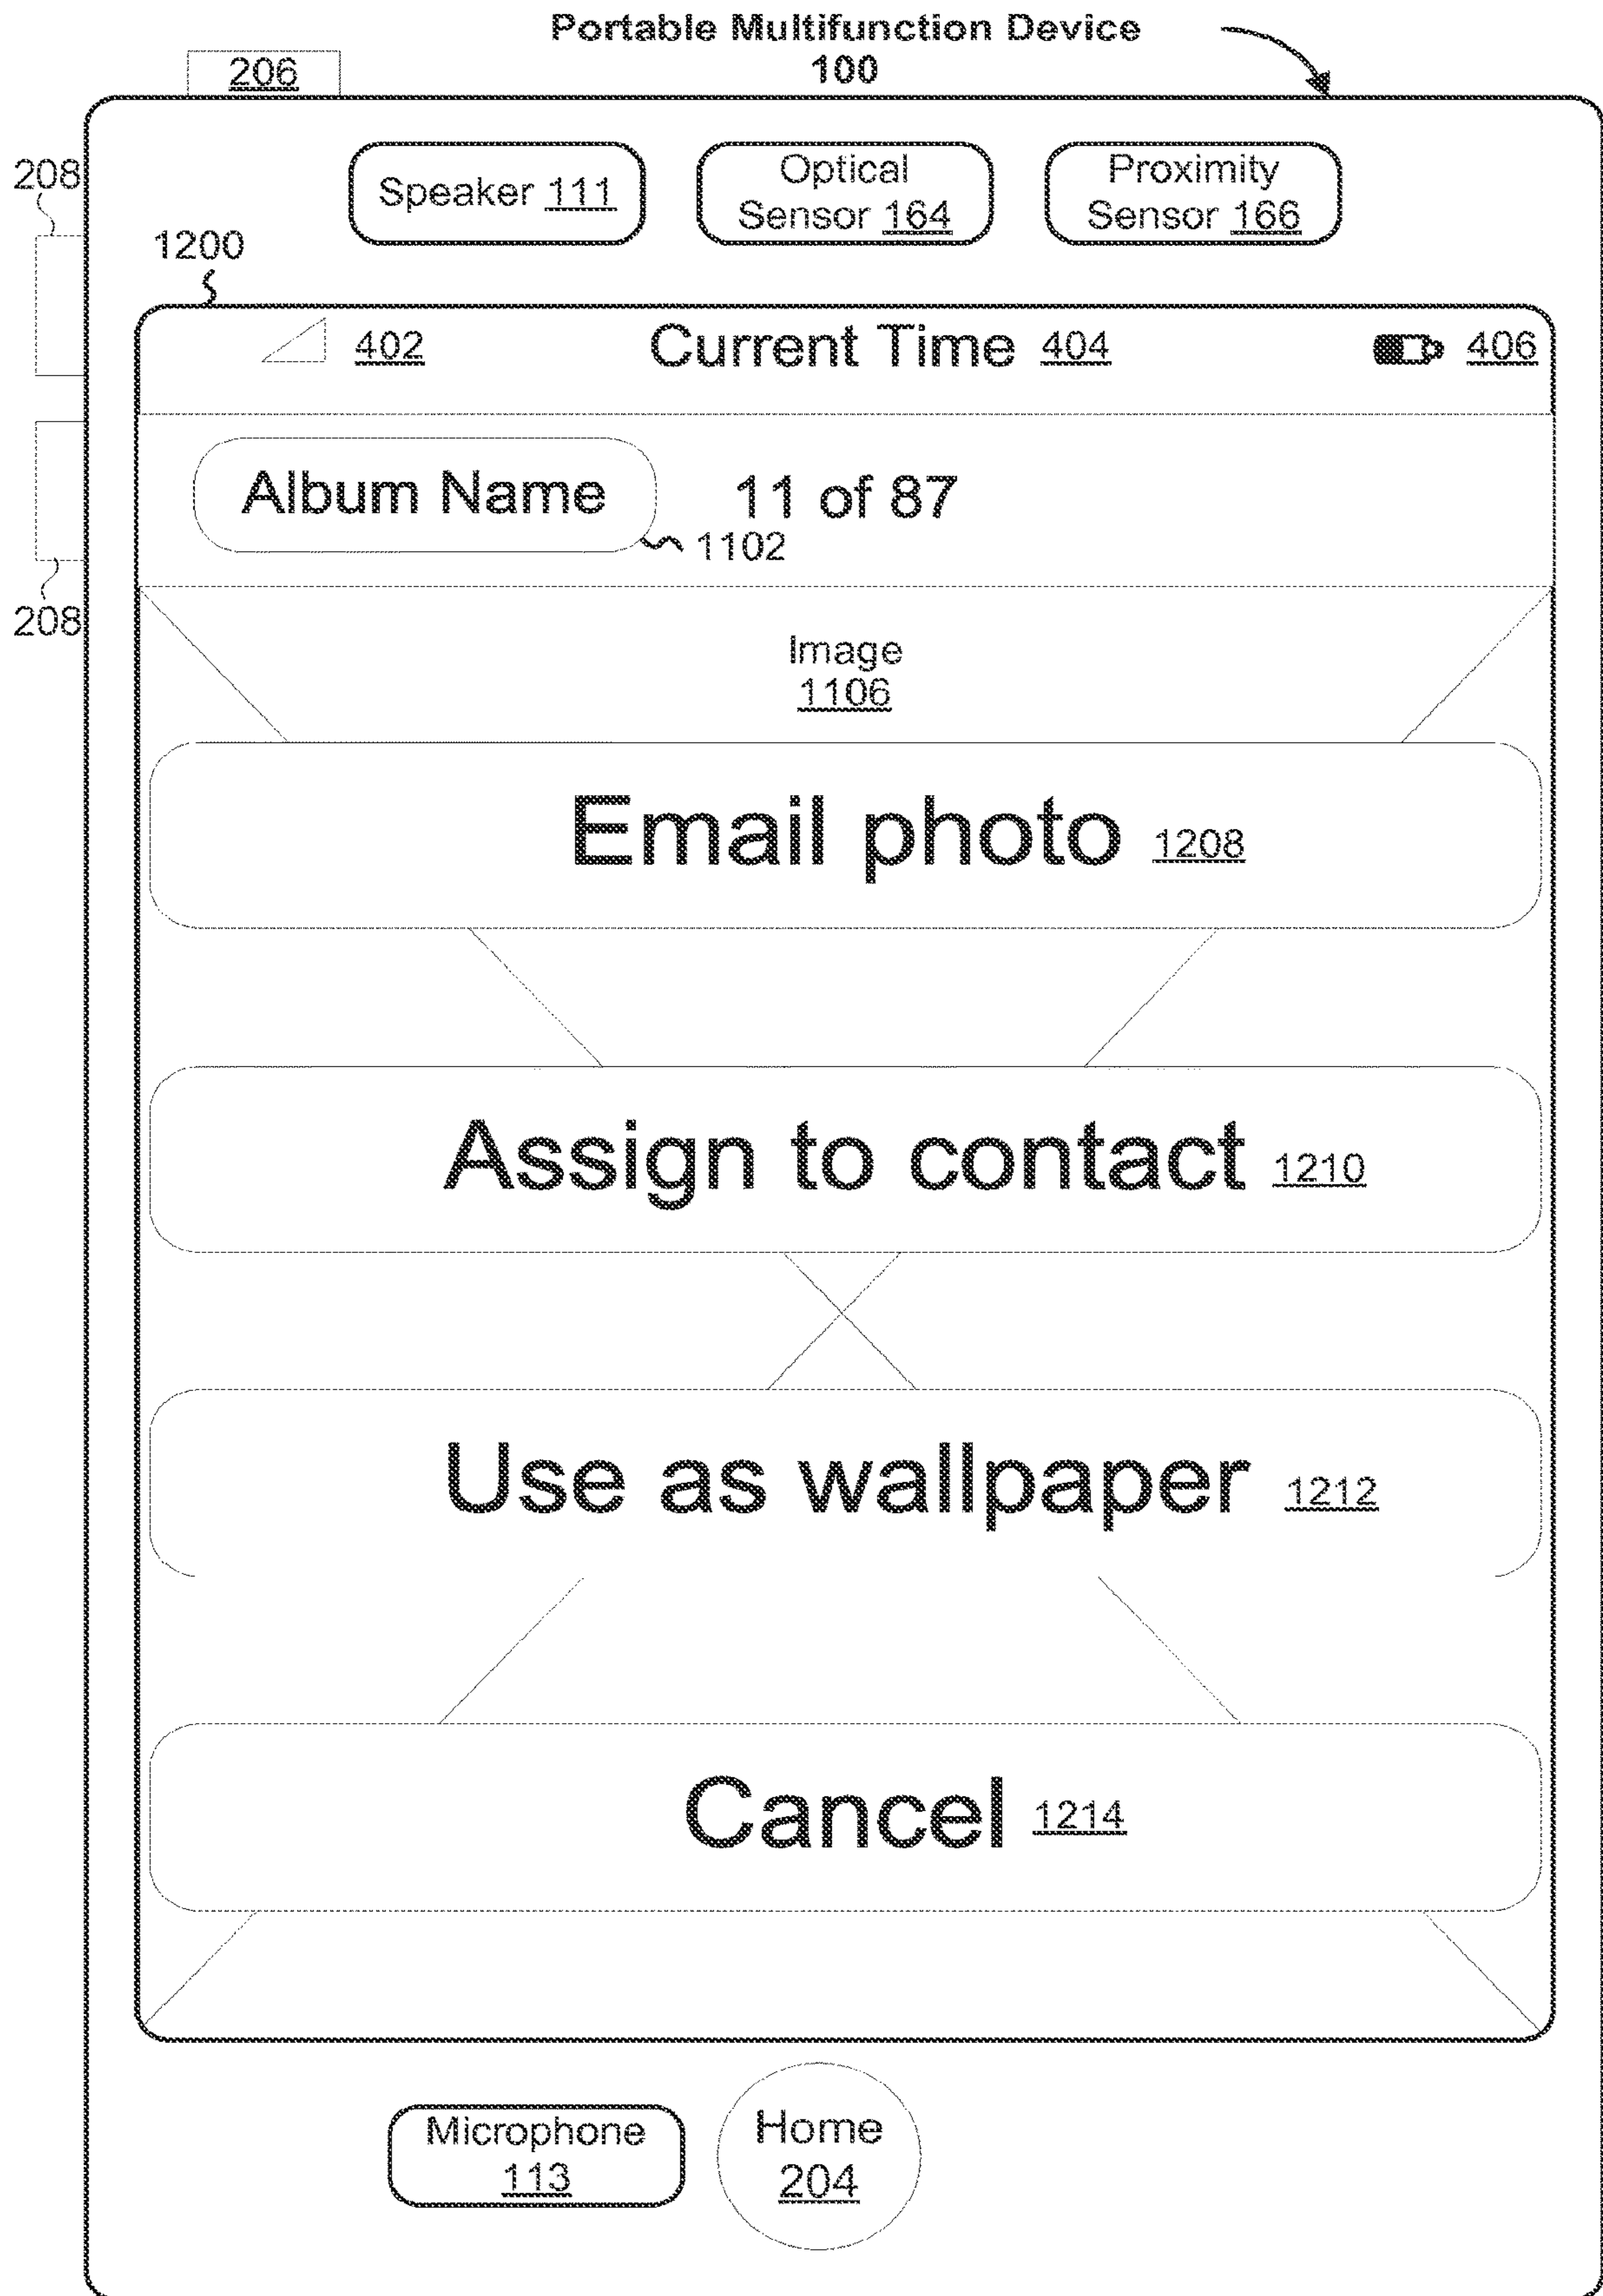 Portable Multifunction Device
100
206
208
Speaker 111
Optical
Sensor 164
Proximity
Sensor 166
1200
402
Current Time 404
406
Album Name
11 of 87
1102
208
Image
1106
Email photo 1208
Assign to contact 1210
Use as wallpaper 1212
Cancel 1214
Microphone
113
Home
204